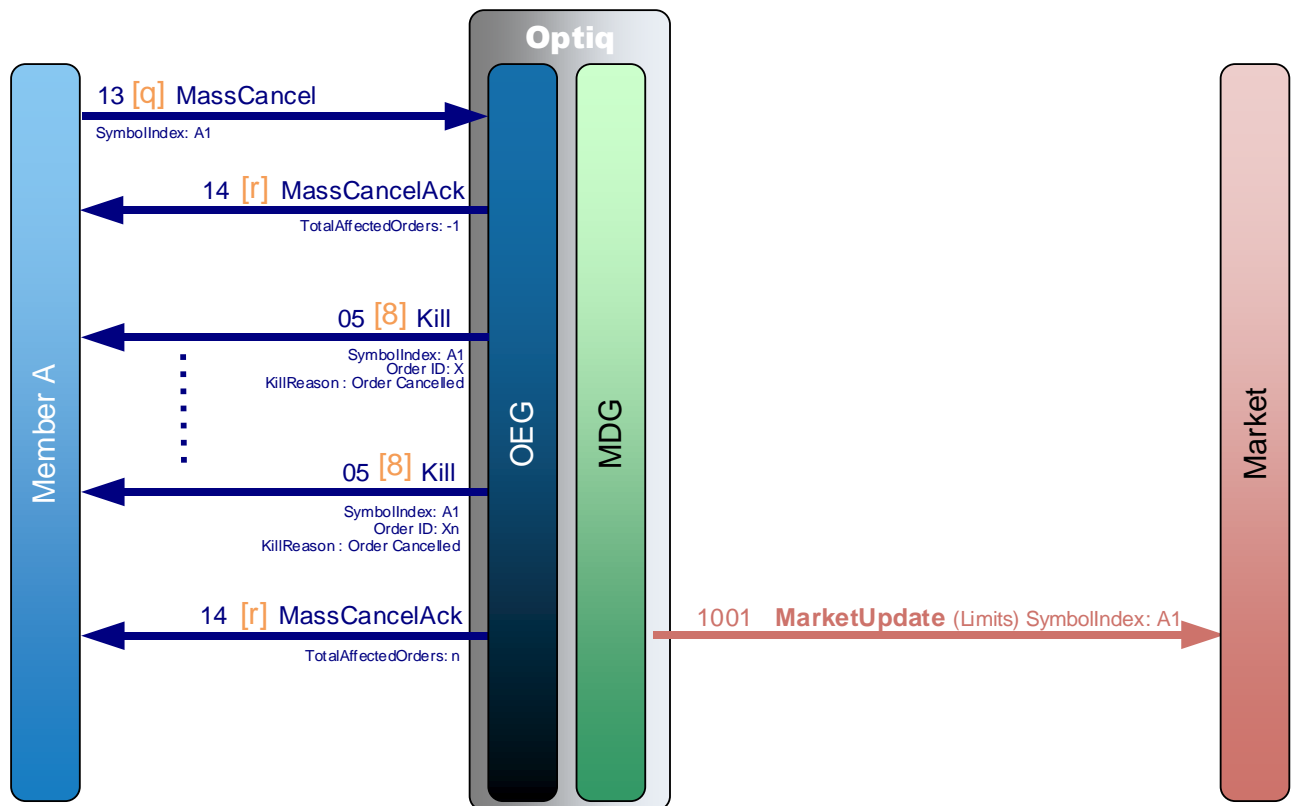 Optiq
13 [q] MassCancel
SymbolIndex: A1
14 [r] MassCancelAck
TotalAffectedOrders: -1
05 [8] Kill
SymbolIndex: A1
Order ID: X
KillReason : Order Cancelled
Member A
OEG
MDG
Market
05 [8] Kill
SymbolIndex: A1
Order ID: Xn
KillReason : Order Cancelled
14 [r] MassCancelAck
TotalAffectedOrders: n
1001 MarketUpdate (Limits) SymbolIndex: A1